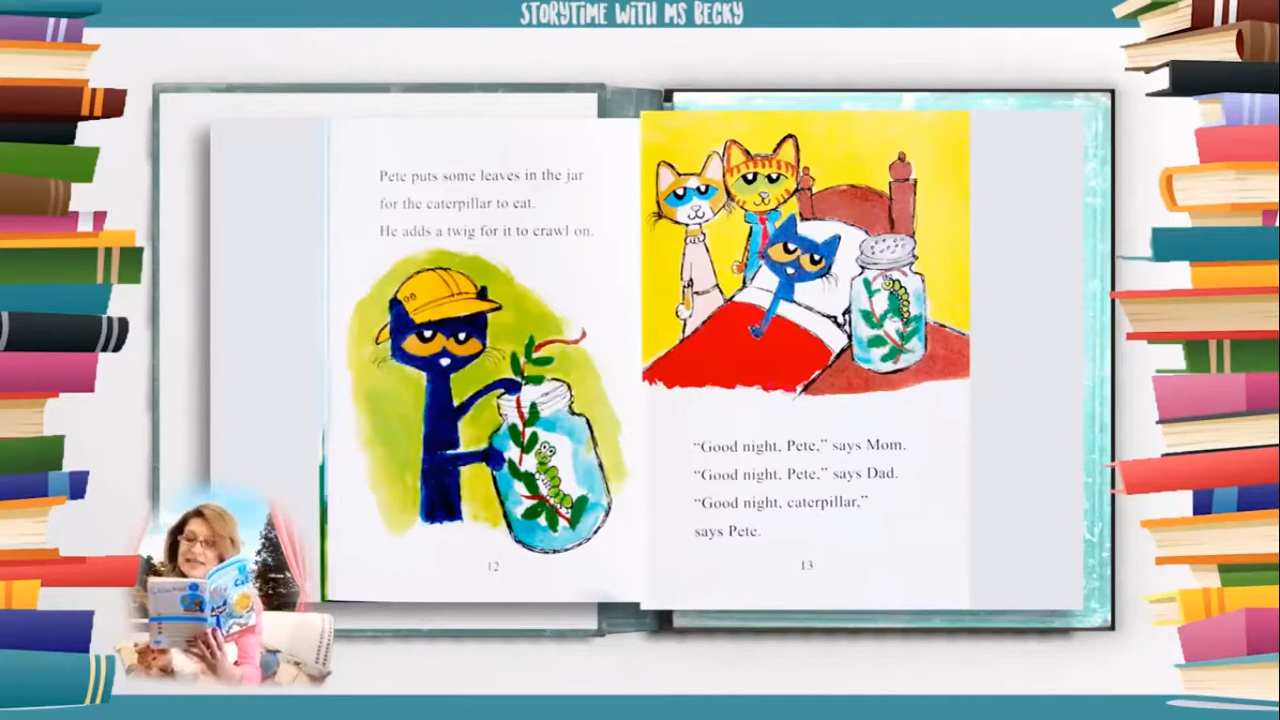 STORYTIME WITH MS BECKY
Pete puts some leaves in the jar
for the caterpillar to eat.
He adds a twig for it to crawl on.
12
“Good night, Pete,” says Mom.
“Good night, Pete,” says Dad.
“Good night, caterpillar,”
says Pete.
13